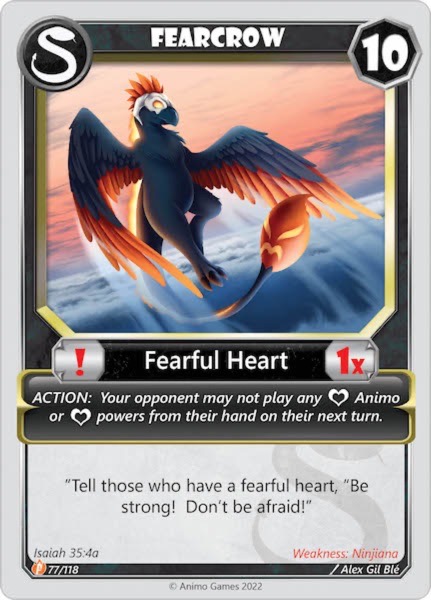 S
FEARCROW
10
!
Fearful Heart
1x
ACTION: Your opponent may not play any Animo
or powers from their hand on their next turn.
"Tell those who have a fearful heart, "Be
strong! Don't be afraid!"
Isaiah 35:4a
Weakness: Ninjiana
77/118
/ Alex Gil Blé
© Animo Games 2022